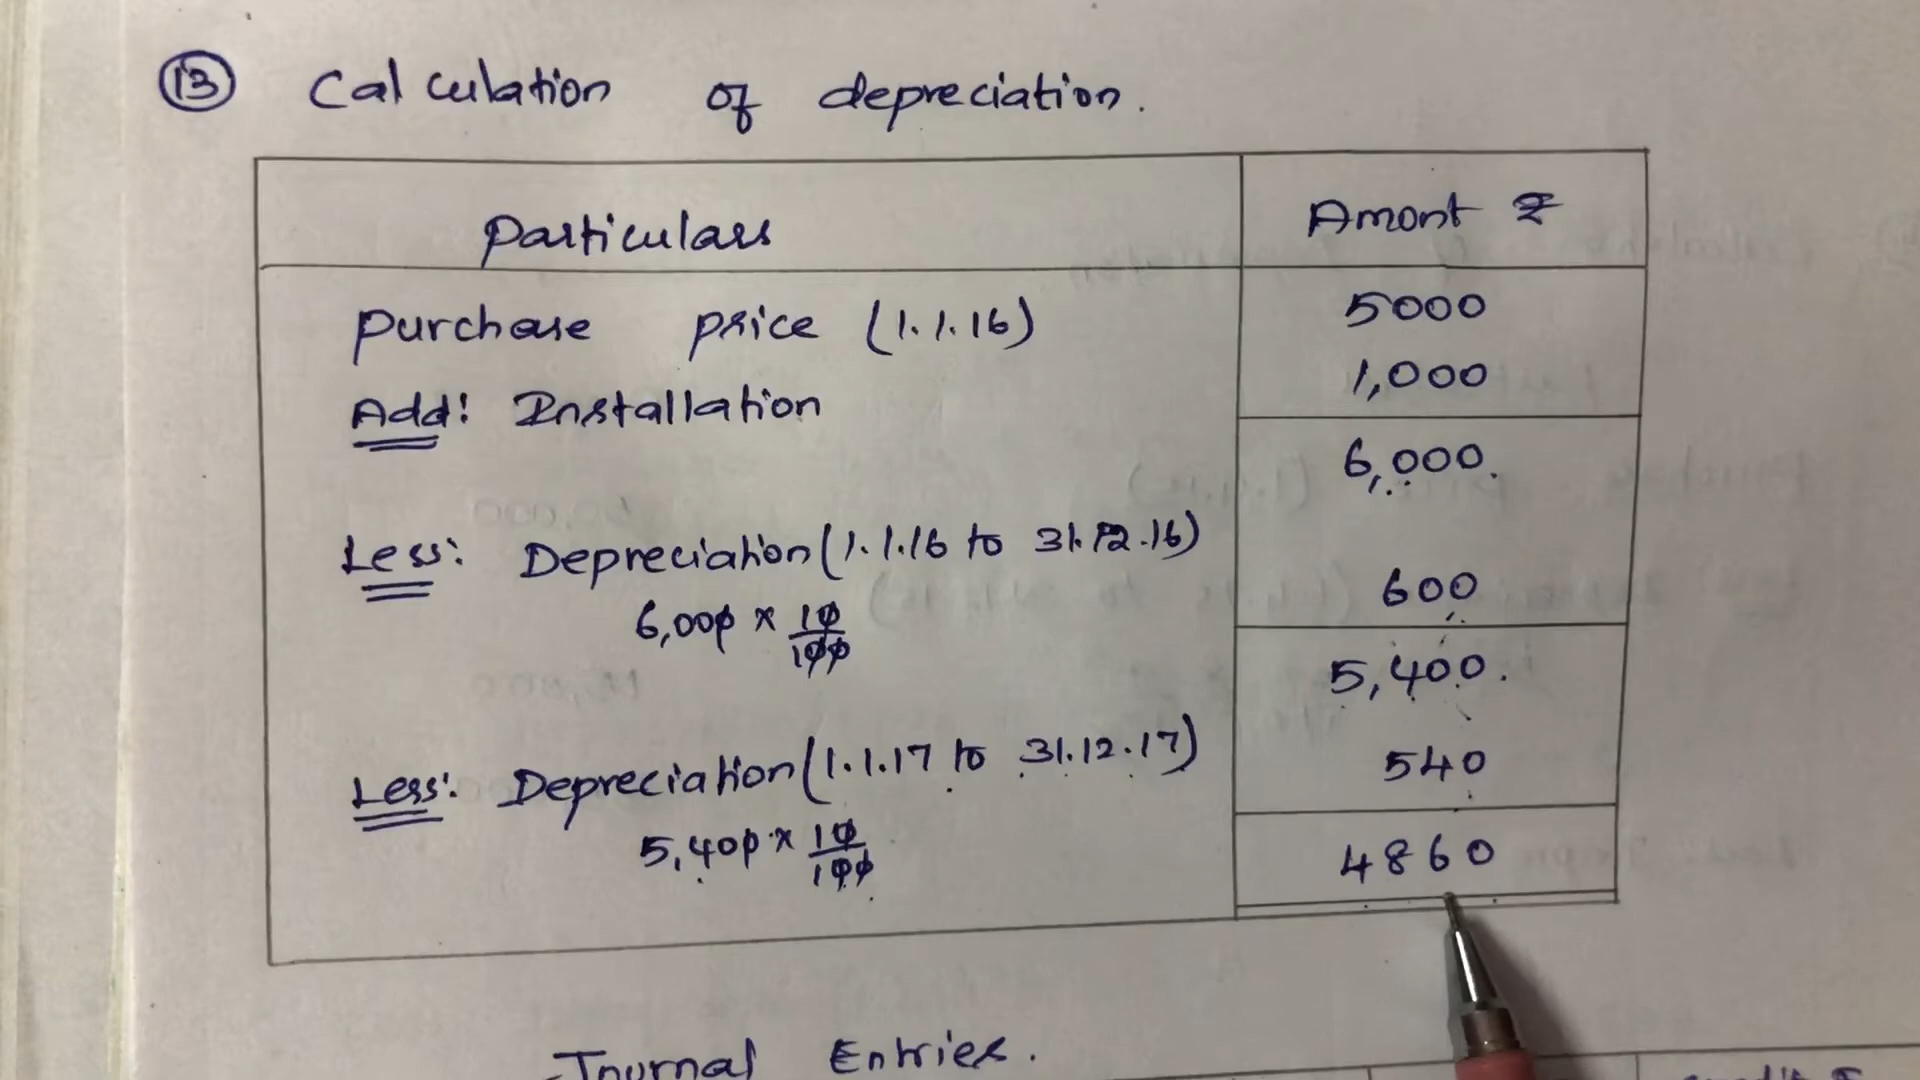 13 Calculation of depreciation.
Particulars Amont ₹
Purchase price (1.1.16) 5000
Add: Installation 1,000
6,000.
Less: Depreciation (1.1.16 to 31.12.16) 600
6,000 x 10/100
5,400.
Less: Depreciation (1.1.17 to 31.12.17) 540
5,400 x 10/100
4860
Journal Entries.